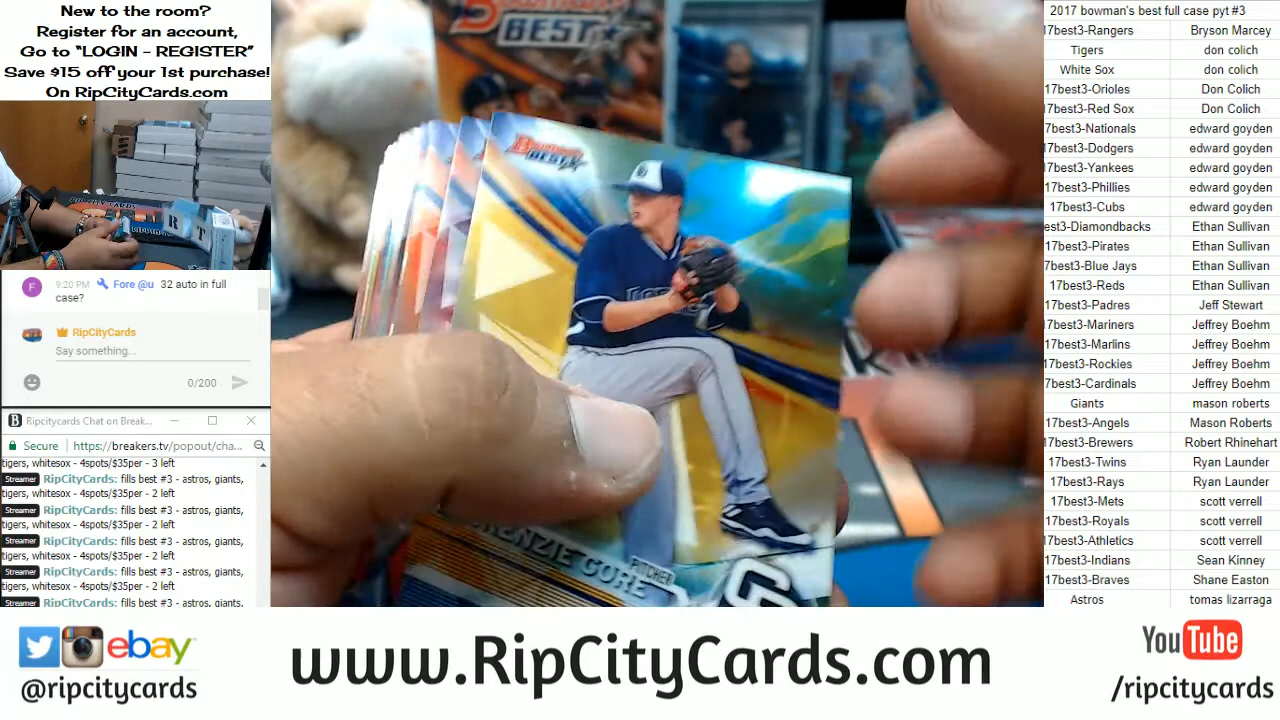 New to the room?
Register for an account,
Go to “LOGIN - REGISTER”
Save $15 off your 1st purchase!
On RipCityCards.com
F 9:20 PM Fore @u 32 auto in full
case?
RipCityCards
Say something...
0/200
Ripcitycards Chat on Break...
Secure https://breakers.tv/popout/cha...
tigers, whitesox - 4spots/$35per - 3 left
Streamer RipCityCards: fills best #3 - astros, giants,
tigers, whitesox - 4spots/$35per - 2 left
Streamer RipCityCards: fills best #3 - astros, giants,
tigers, whitesox - 4spots/$35per - 2 left
Streamer RipCityCards: fills best #3 - astros, giants,
tigers, whitesox - 4spots/$35per - 2 left
Streamer RipCityCards: fills best #3 - astros, giants,
tigers, whitesox - 4spots/$35per - 2 left
Streamer RipCityCards: fills best #3 - astros, giants,
RIP CITY CARDS
R T
BEST
Bowman's
BEST
ENZIE GORE
PITCHER
2017 bowman's best full case pyt #3
7best3-Rangers Bryson Marcey
Tigers don colich
White Sox don colich
17best3-Orioles Don Colich
17best3-Red Sox Don Colich
7best3-Nationals edward goyden
7best3-Dodgers edward goyden
7best3-Yankees edward goyden
17best3-Phillies edward goyden
17best3-Cubs edward goyden
est3-Diamondbacks Ethan Sullivan
17best3-Pirates Ethan Sullivan
7best3-Blue Jays Ethan Sullivan
17best3-Reds Ethan Sullivan
17best3-Padres Jeff Stewart
7best3-Mariners Jeffrey Boehm
17best3-Marlins Jeffrey Boehm
7best3-Rockies Jeffrey Boehm
7best3-Cardinals Jeffrey Boehm
Giants mason roberts
17best3-Angels Mason Roberts
7best3-Brewers Robert Rhinehart
17best3-Twins Ryan Launder
17best3-Rays Ryan Launder
17best3-Mets scott verrell
17best3-Royals scott verrell
7best3-Athletics scott verrell
17best3-Indians Sean Kinney
17best3-Braves Shane Easton
Astros tomas lizarraga
ebay
@ripcitycards
www.RipCityCards.com
YouTube
/ripcitycards